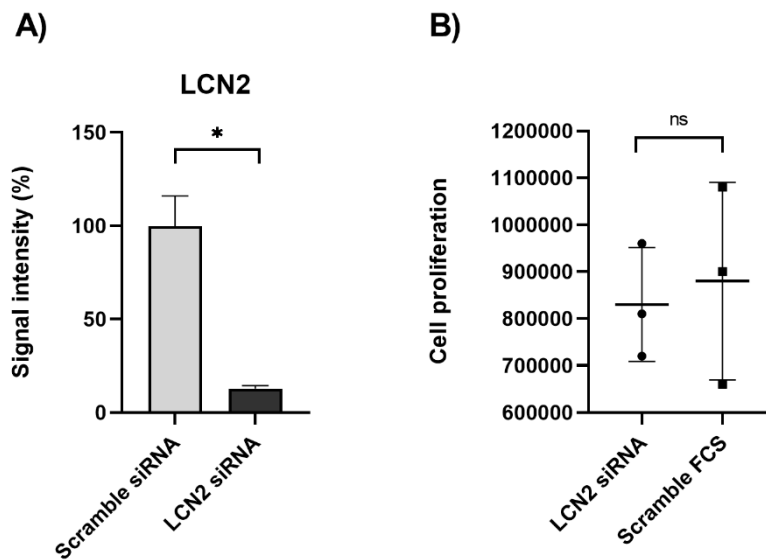 A)
LCN2
*
150
100
50
0
Signal intensity (%)
Scramble siRNA
LCN2 siRNA
B)
ns
1200000
1100000
1000000
900000
800000
700000
600000
Cell proliferation
LCN2 siRNA
Scramble FCS